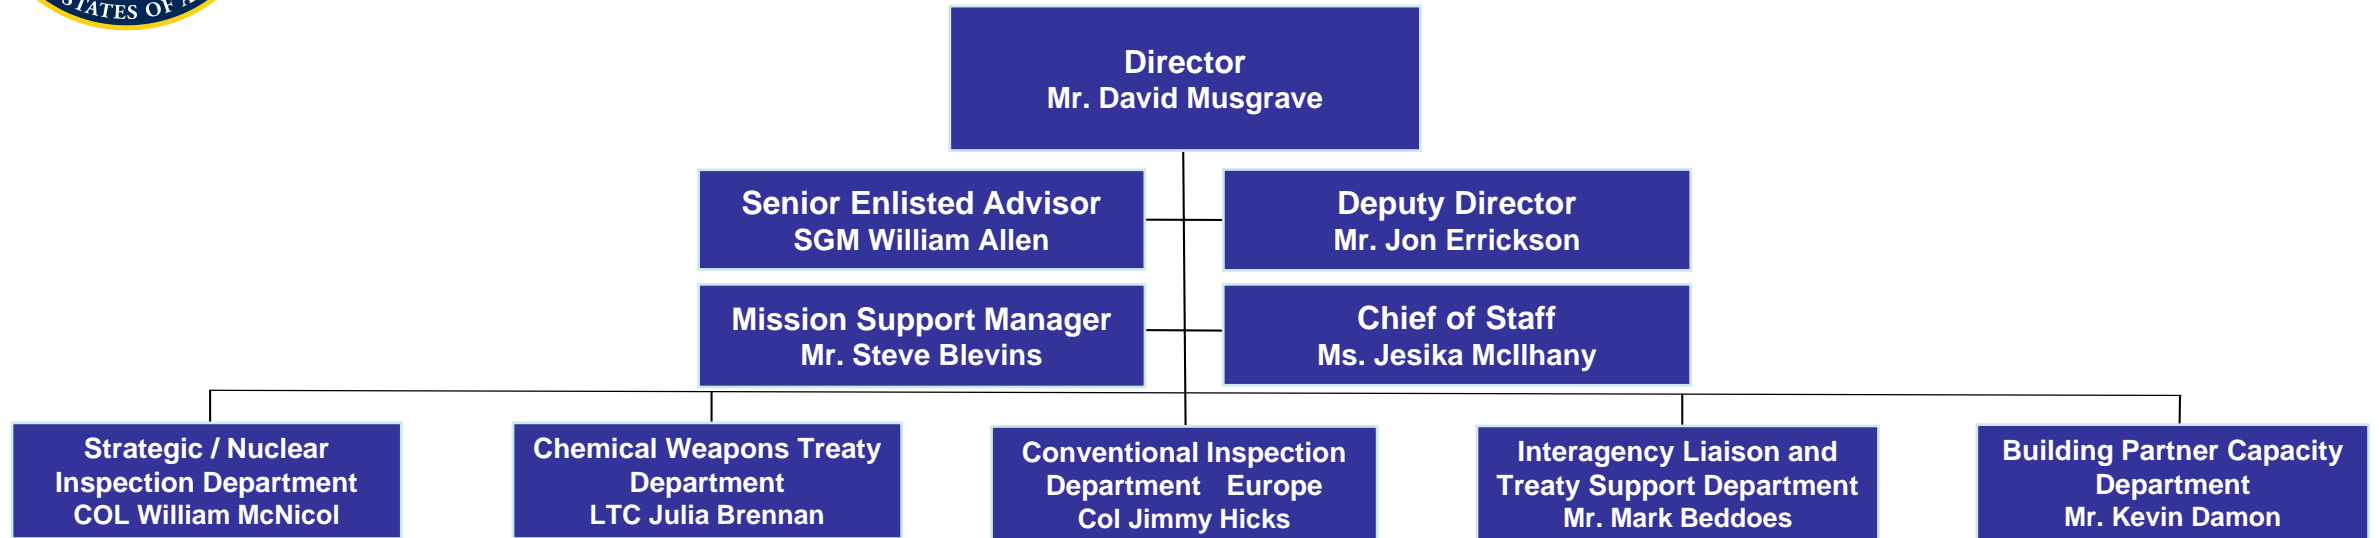 STATES OF A
Director
Mr. David Musgrave
Senior Enlisted Advisor
SGM William Allen
Deputy Director
Mr. Jon Errickson
Mission Support Manager
Mr. Steve Blevins
Chief of Staff
Ms. Jesika McIlhany
Strategic / Nuclear
Inspection Department
COL William McNicol
Chemical Weapons Treaty
Department
LTC Julia Brennan
Conventional Inspection
Department Europe
Col Jimmy Hicks
Interagency Liaison and
Treaty Support Department
Mr. Mark Beddoes
Building Partner Capacity
Department
Mr. Kevin Damon